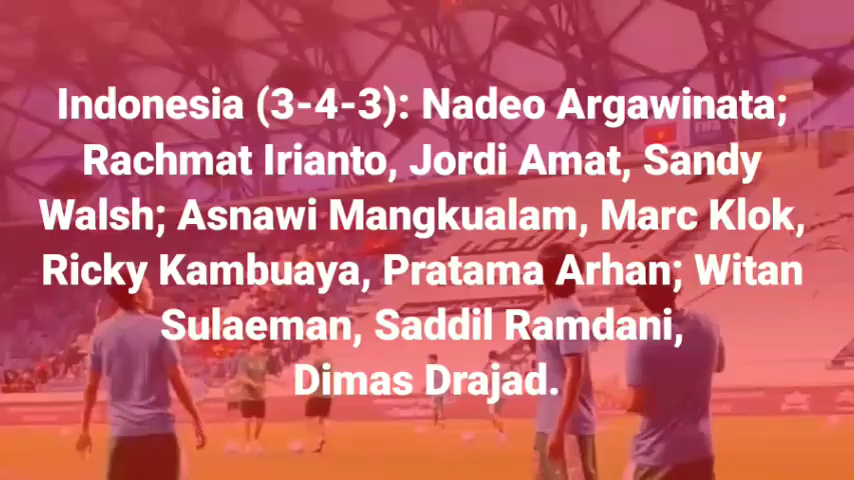 Indonesia (3-4-3): Nadeo Argawinata;
Rachmat Irianto, Jordi Amat, Sandy
Walsh; Asnawi Mangkualam, Marc Klok,
Ricky Kambuaya, Pratama Arhan; Witan
Sulaeman, Saddil Ramdani,
Dimas Drajad.